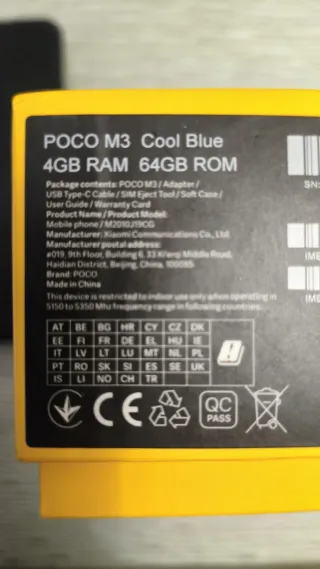 POCO M3 Cool Blue
4GB RAM 64GB ROM
Package contents: POCO M3 / Adapter /
USB Type-C Cable / SIM Eject Tool / Soft Case /
User Guide / Warranty Card
Product Name / Product Model:
Mobile phone / M2010J19CG
Manufacturer: Xiaomi Communications Co., Ltd.
Manufacturer postal address:
#019, 9th Floor, Building 6, 33 Xi'erqi Middle Road,
Haidian District, Beijing, China, 100085
Brand: POCO
Made in China
This device is restricted to indoor use only when operating in
5150 to 5350 Mhz frequency range in following countries:
AT BE BG HR CY CZ DK
EE FI FR DE EL HU IE
IT LV LT LU MT NL PL
PT RO SK SI ES SE UK
IS LI NO CH TR
CE
QC
PASS
SN:
IME
IME